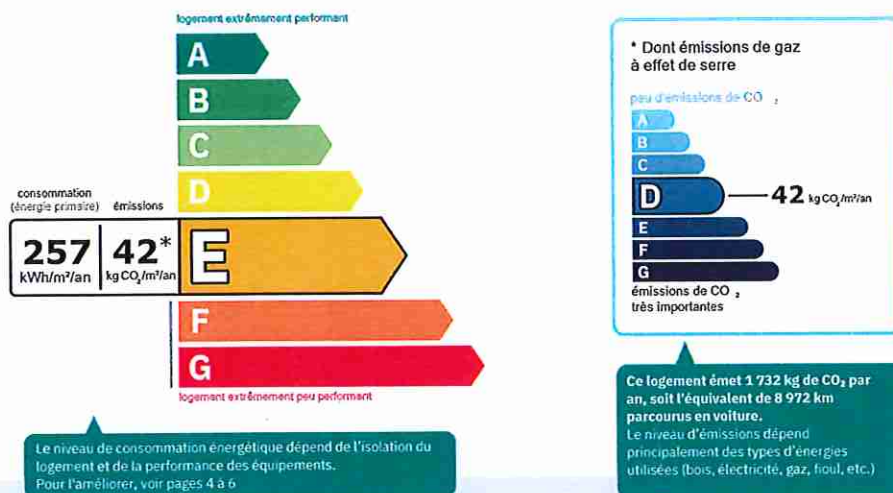 logement extrêmement performant
A
B
C
D
consommation
(énergie primaire)
émissions
257
kWh/m²/an
42*
kg CO₂/m²/an
E
F
G
logement extrêmement peu performant
Le niveau de consommation énergétique dépend de l'isolation du
logement et de la performance des équipements.
Pour l'améliorer, voir pages 4 à 6
* Dont émissions de gaz
à effet de serre
peu d'émissions de CO₂
A
B
C
D
42 kg CO₂/m²/an
E
F
G
émissions de CO₂
très importantes
Ce logement émet 1 732 kg de CO₂ par
an, soit l'équivalent de 8 972 km
parcourus en voiture.
Le niveau d'émissions dépend
principalement des types d'énergies
utilisées (bois, électricité, gaz, fioul, etc.)